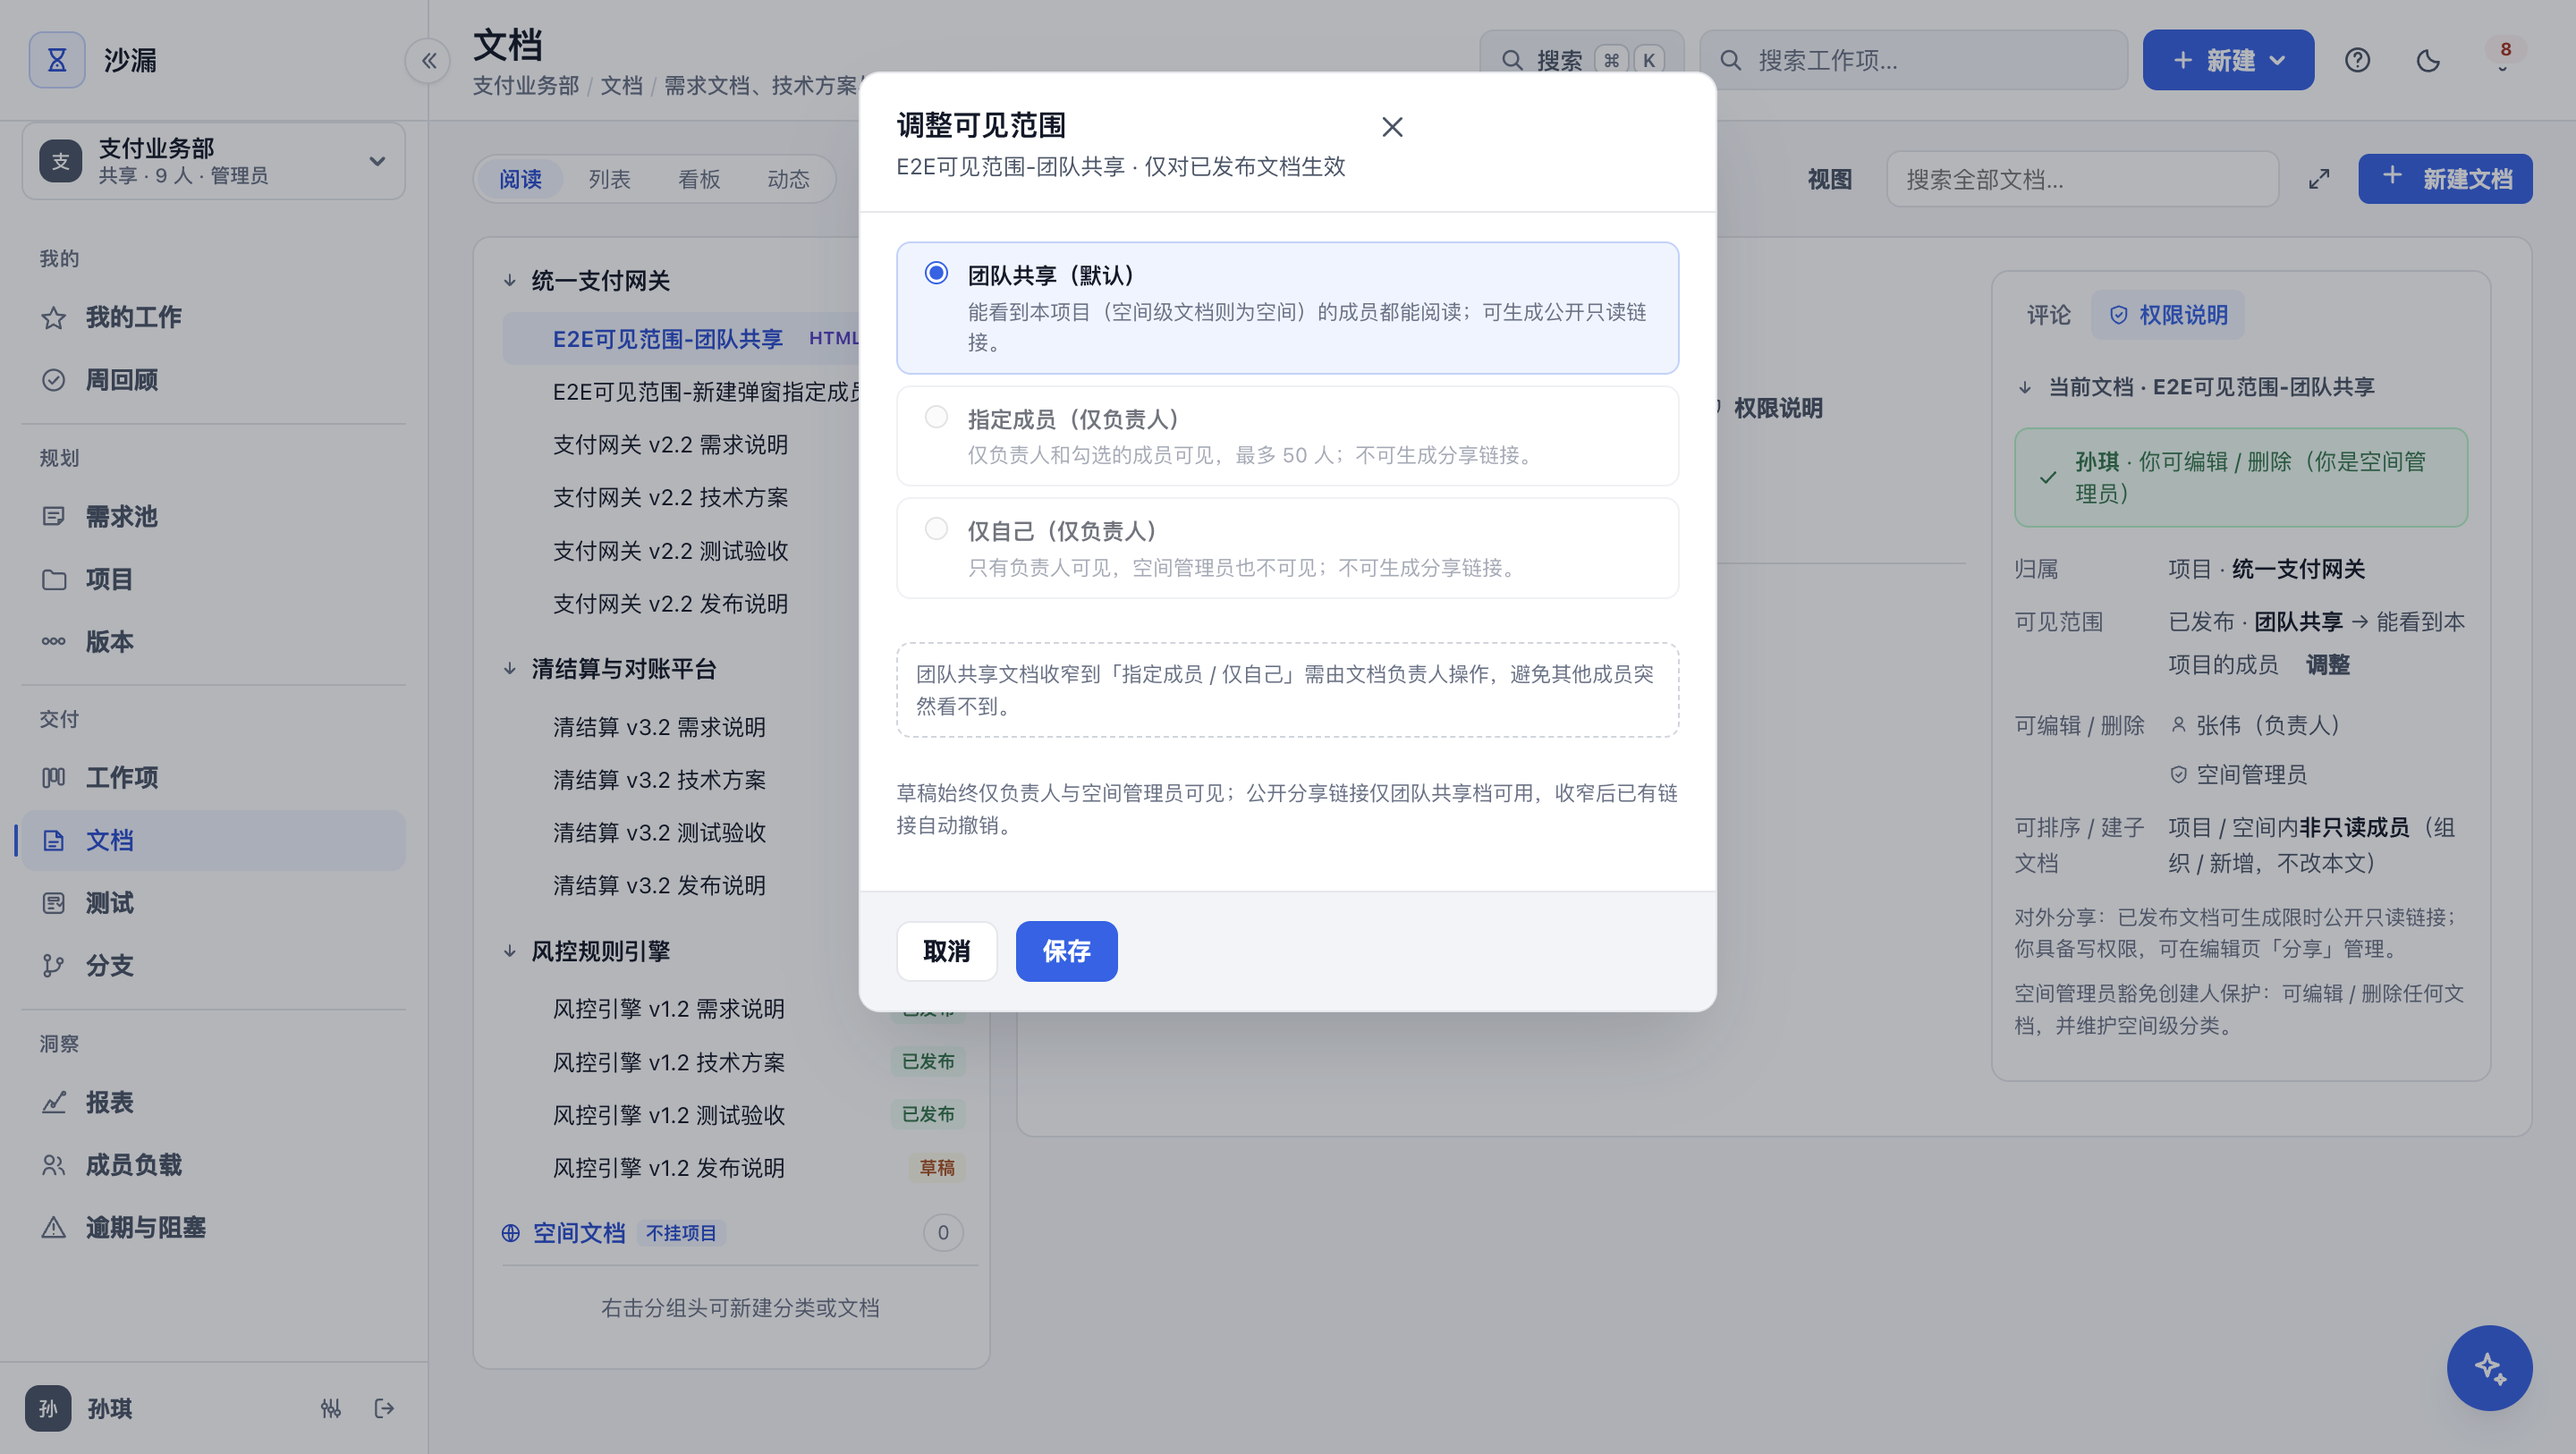 沙漏
支
支付业务部
共享 · 9 人 · 管理员
我的
我的工作
周回顾
规划
需求池
项目
版本
交付
工作项
文档
测试
分支
洞察
报表
成员负载
逾期与阻塞
孙
孙琪
文档
支付业务部 / 文档 / 需求文档、技术方案
搜索 ⌘ K
搜索工作项...
新建
8
阅读 列表 看板 动态
视图
搜索全部文档...
新建文档
统一支付网关
E2E可见范围-团队共享 HTML
E2E可见范围-新建弹窗指定成员
支付网关 v2.2 需求说明
支付网关 v2.2 技术方案
支付网关 v2.2 测试验收
支付网关 v2.2 发布说明
清结算与对账平台
清结算 v3.2 需求说明
清结算 v3.2 技术方案
清结算 v3.2 测试验收
清结算 v3.2 发布说明
风控规则引擎
风控引擎 v1.2 需求说明 已发布
风控引擎 v1.2 技术方案 已发布
风控引擎 v1.2 测试验收 已发布
风控引擎 v1.2 发布说明 草稿
空间文档 不挂项目 0
右击分组头可新建分类或文档
调整可见范围
E2E可见范围-团队共享 · 仅对已发布文档生效
团队共享（默认）
能看到本项目（空间级文档则为空间）的成员都能阅读；可生成公开只读链
接。
指定成员（仅负责人）
仅负责人和勾选的成员可见，最多 50 人；不可生成分享链接。
仅自己（仅负责人）
只有负责人可见，空间管理员也不可见；不可生成分享链接。
团队共享文档收窄到「指定成员 / 仅自己」需由文档负责人操作，避免其他成员突
然看不到。
草稿始终仅负责人与空间管理员可见；公开分享链接仅团队共享档可用，收窄后已有链
接自动撤销。
取消 保存
权限说明
评论 权限说明
当前文档 · E2E可见范围-团队共享
孙琪 · 你可编辑 / 删除（你是空间管
理员）
归属 项目 · 统一支付网关
可见范围 已发布 · 团队共享 → 能看到本
项目的成员 调整
可编辑 / 删除 张伟（负责人）
空间管理员
可排序 / 建子 项目 / 空间内非只读成员（组
文档 织 / 新增，不改本文）
对外分享：已发布文档可生成限时公开只读链接；
你具备写权限，可在编辑页「分享」管理。
空间管理员豁免创建人保护：可编辑 / 删除任何文
档，并维护空间级分类。